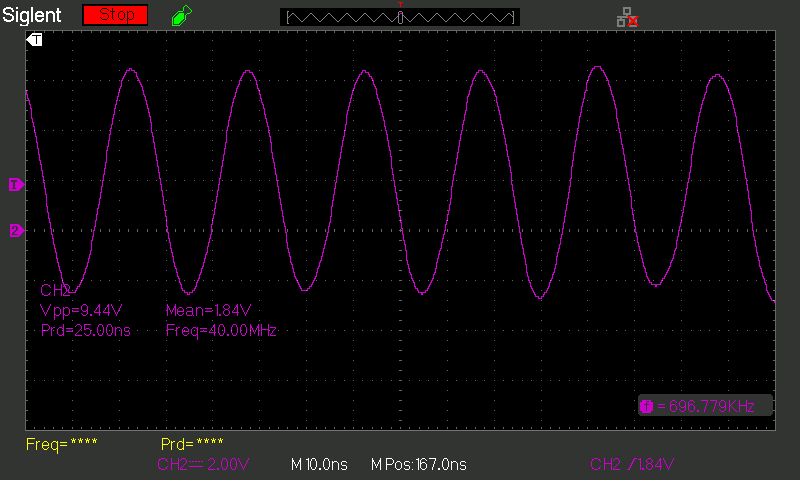 Siglent Stop T
T
T
2
CH2
Vpp=9.44V Mean=1.84V
Prd=25.00ns Freq=40.00MHz
T = 696.779KHz
Freq=**** Prd=****
CH2 2.00V M 10.0ns M Pos:167.0ns CH2 /1.84V